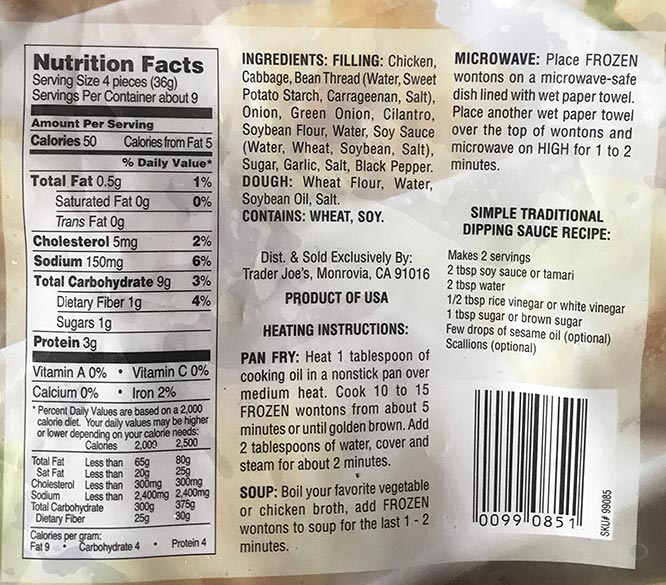 Nutrition Facts
Serving Size 4 pieces (36g)
Servings Per Container about 9
Amount Per Serving
Calories 50 Calories from Fat 5
% Daily Value*
Total Fat 0.5g 1%
Saturated Fat 0g 0%
Trans Fat 0g
Cholesterol 5mg 2%
Sodium 150mg 6%
Total Carbohydrate 9g 3%
Dietary Fiber 1g 4%
Sugars 1g
Protein 3g
Vitamin A 0% • Vitamin C 0%
Calcium 0% • Iron 2%
* Percent Daily Values are based on a 2,000
calorie diet. Your daily values may be higher
or lower depending on your calorie needs:
Calories 2,000 2,500
Total Fat Less than 65g 80g
Sat Fat Less than 20g 25g
Cholesterol Less than 300mg 300mg
Sodium Less than 2,400mg 2,400mg
Total Carbohydrate 300g 375g
Dietary Fiber 25g 30g
Calories per gram:
Fat 9 • Carbohydrate 4 • Protein 4
INGREDIENTS: FILLING: Chicken,
Cabbage, Bean Thread (Water, Sweet
Potato Starch, Carrageenan, Salt),
Onion, Green Onion, Cilantro,
Soybean Flour, Water, Soy Sauce
(Water, Wheat, Soybean, Salt),
Sugar, Garlic, Salt, Black Pepper.
DOUGH: Wheat Flour, Water,
Soybean Oil, Salt.
CONTAINS: WHEAT, SOY.
Dist. & Sold Exclusively By:
Trader Joe's, Monrovia, CA 91016
PRODUCT OF USA
HEATING INSTRUCTIONS:
PAN FRY: Heat 1 tablespoon of
cooking oil in a nonstick pan over
medium heat. Cook 10 to 15
FROZEN wontons from about 5
minutes or until golden brown. Add
2 tablespoons of water, cover and
steam for about 2 minutes.
SOUP: Boil your favorite vegetable
or chicken broth, add FROZEN
wontons to soup for the last 1 - 2
minutes.
MICROWAVE: Place FROZEN
wontons on a microwave-safe
dish lined with wet paper towel.
Place another wet paper towel
over the top of wontons and
microwave on HIGH for 1 to 2
minutes.
SIMPLE TRADITIONAL
DIPPING SAUCE RECIPE:
Makes 2 servings
2 tbsp soy sauce or tamari
2 tbsp water
1/2 tbsp rice vinegar or white vinegar
1 tbsp sugar or brown sugar
Few drops of sesame oil (optional)
Scallions (optional)
0099 0851
SKU# 99085